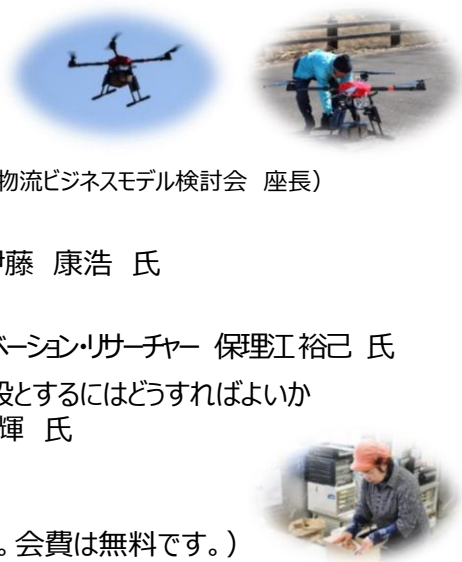 物流ビジネスモデル検討会 座長）
藤 康浩 氏
ベーション・リサーチャー 保理江 裕己 氏
とするにはどうすればよいか
輝 氏
。会費は無料です。）